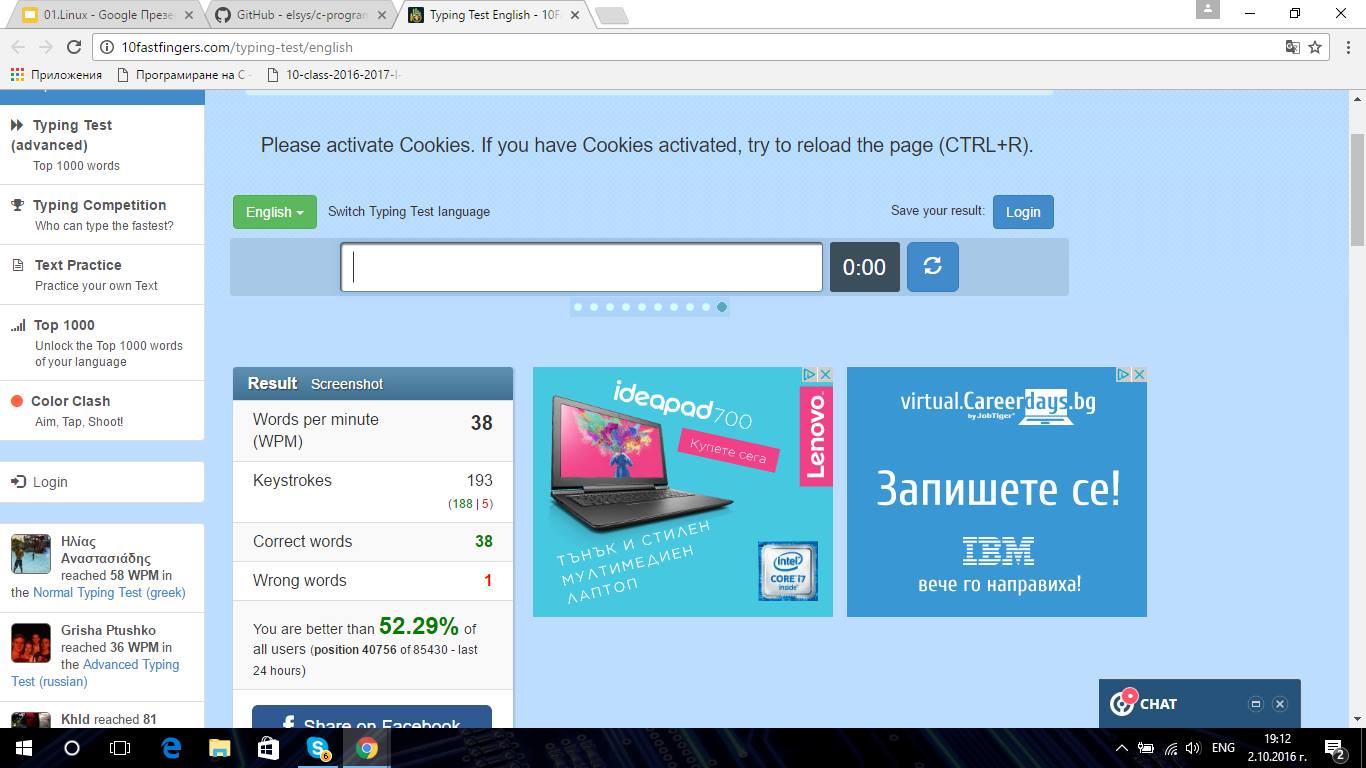 01.Linux - Google Презе
GitHub - elsys/c-progran
Typing Test English - 10Fa
10fastfingers.com/typing-test/english
Приложения
Програмиране на C -
10-class-2016-2017-l-
Typing Test
(advanced)
Top 1000 words
Typing Competition
Who can type the fastest?
Text Practice
Practice your own Text
Top 1000
Unlock the Top 1000 words
of your language
Color Clash
Aim, Tap, Shoot!
Login
Ηλίας
Αναστασιάδης
reached 58 WPM in
the Normal Typing Test (greek)
Grisha Ptushko
reached 36 WPM in
the Advanced Typing
Test (russian)
Khld reached 81
Please activate Cookies. If you have Cookies activated, try to reload the page (CTRL+R).
English
Switch Typing Test language
Save your result:
Login
0:00
Result Screenshot
Words per minute
(WPM)
38
Keystrokes
193
(188 | 5)
Correct words
38
Wrong words
1
You are better than 52.29% of
all users (position 40756 of 85430 - last
24 hours)
Share on Facebook
ideapad 700
Купете сега
Lenovo
ТЪНЪК И СТИЛЕН
МУЛТИМЕДИЕН
ЛАПТОП
intel
CORE i7
inside
virtual.Careerdays.bg
by JobTiger
Запишете се!
IBM
вече го направиха!
CHAT
6
ENG
19:12
2.10.2016 г.
2